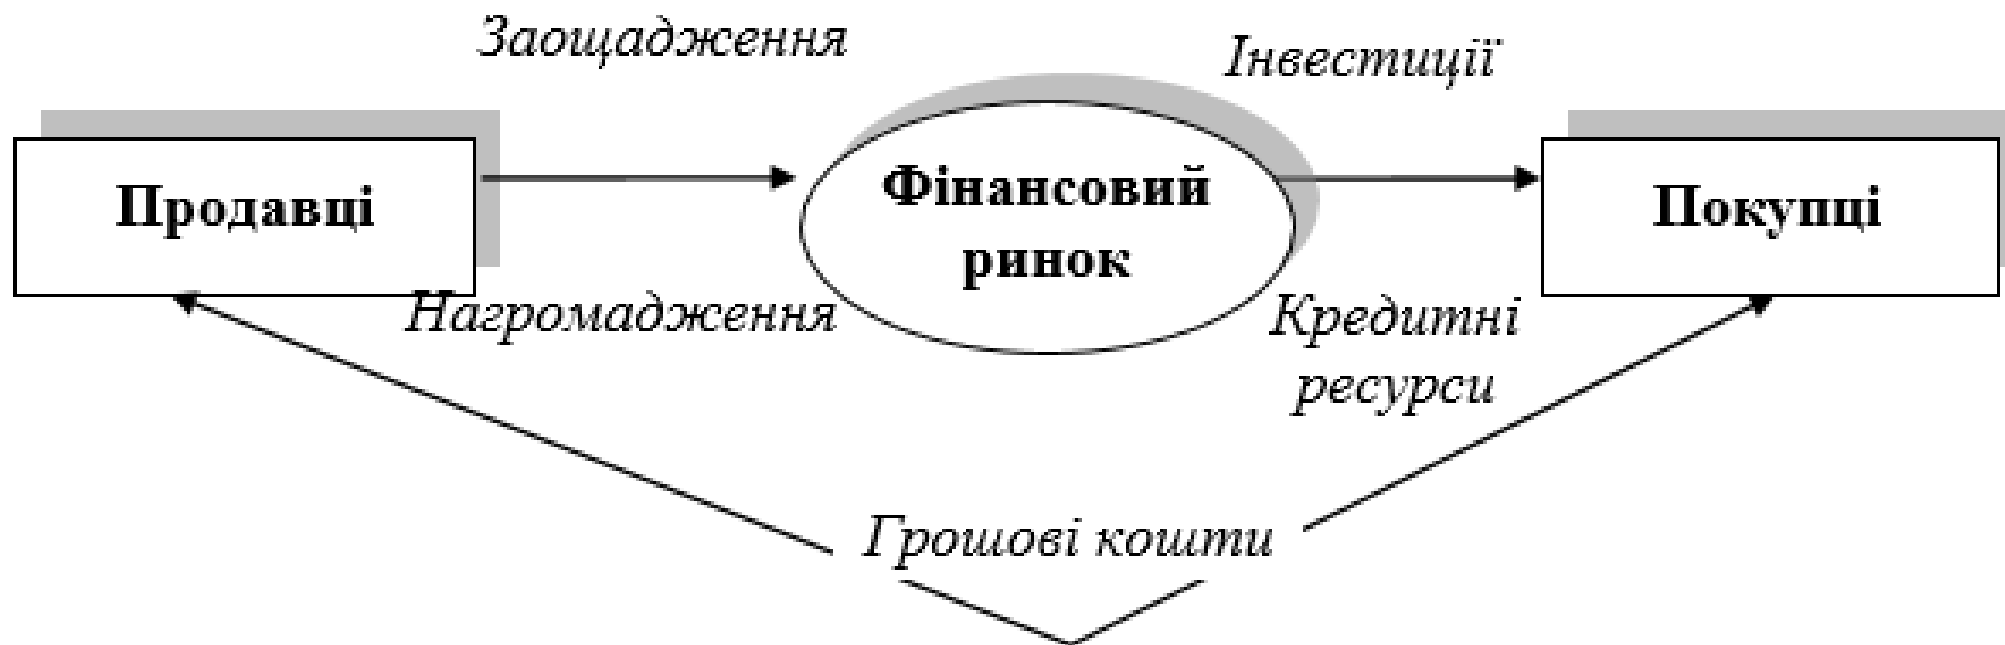 Заощадження
Інвестиції
Продавці
Фінансовий
ринок
Покупці
Нагромадження
Кредитні
ресурси
Грошові кошти